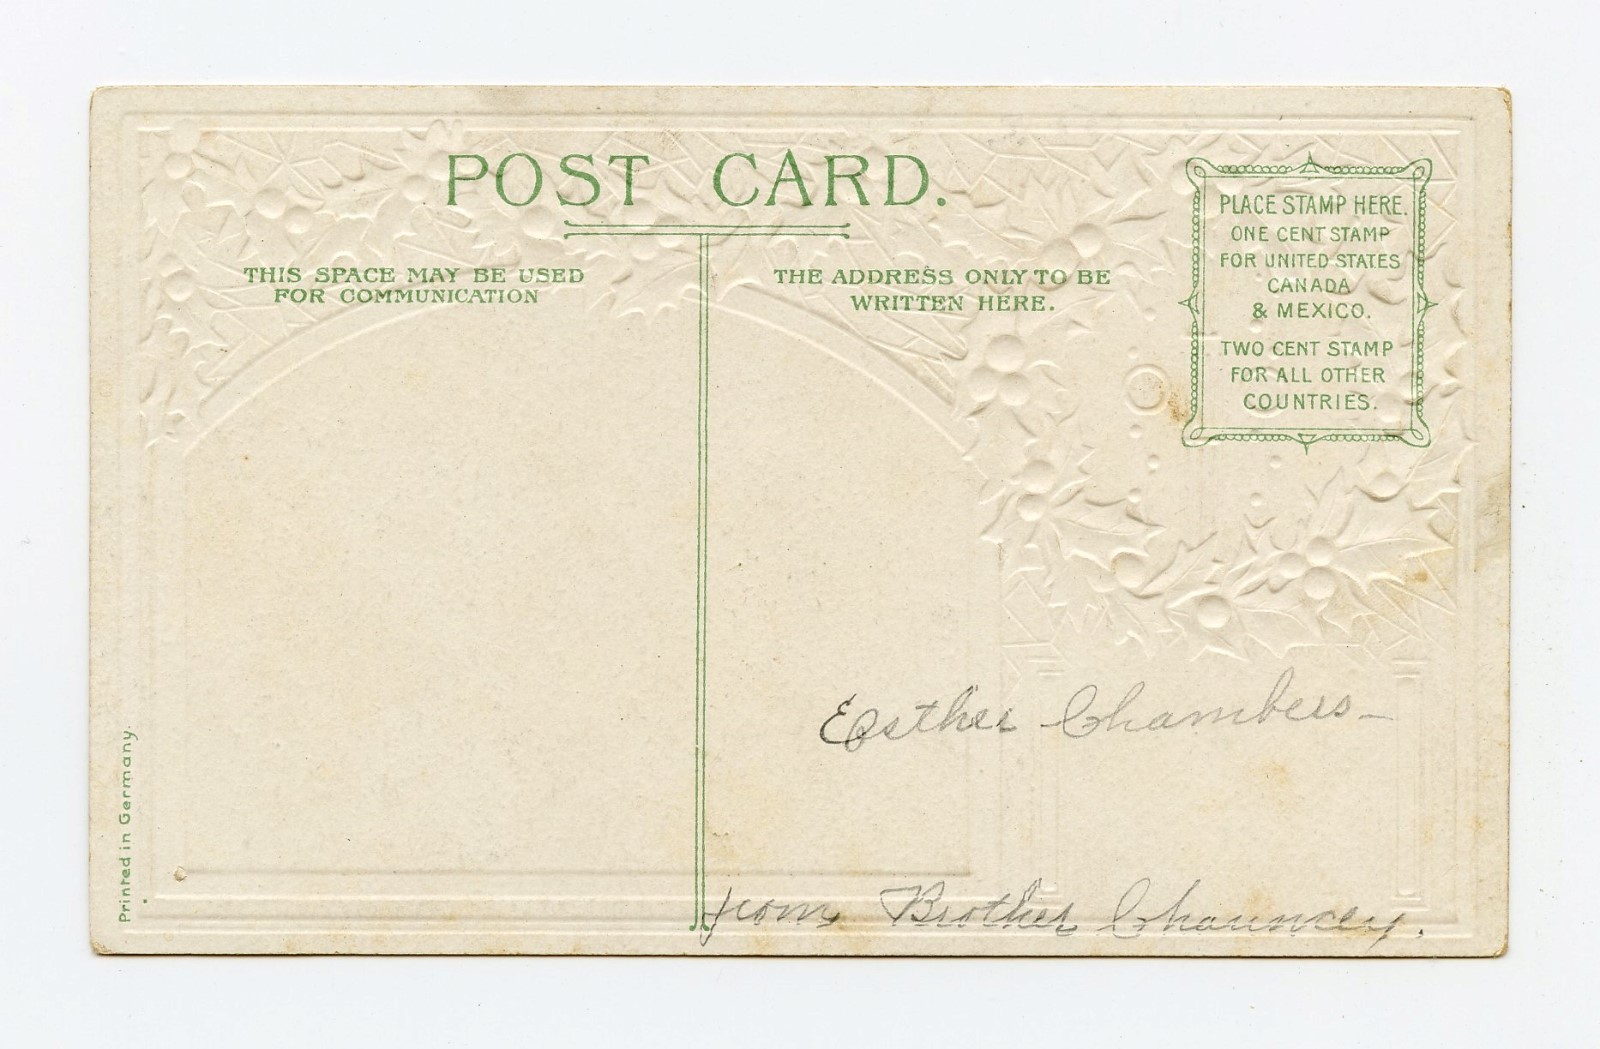 POST CARD.
THIS SPACE MAY BE USED
FOR COMMUNICATION
THE ADDRESS ONLY TO BE
WRITTEN HERE.
PLACE STAMP HERE.
ONE CENT STAMP
FOR UNITED STATES
CANADA
& MEXICO.
TWO CENT STAMP
FOR ALL OTHER
COUNTRIES.
Esther Chambers-
from Brother Chauncey.
Printed in Germany.